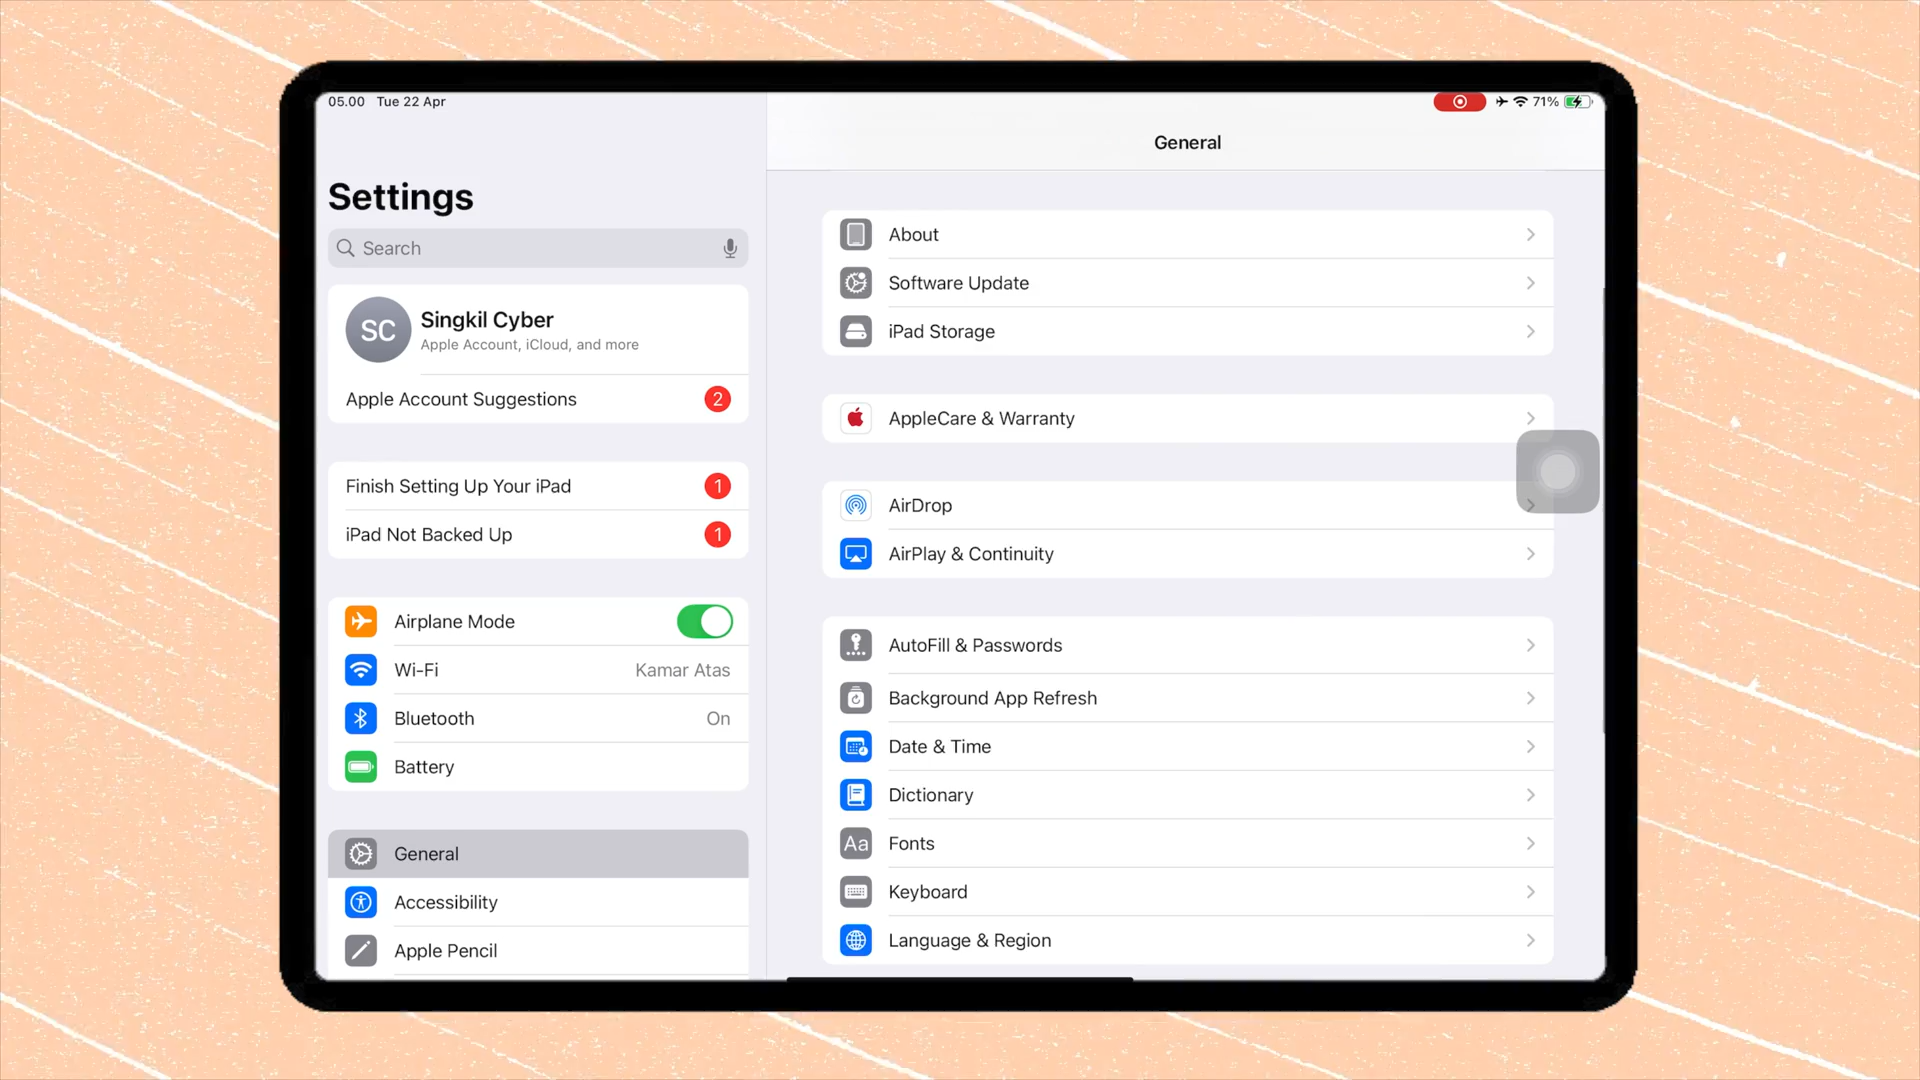 05.00 Tue 22 Apr
71%
Settings
Search
SC
Singkil Cyber
Apple Account, iCloud, and more
Apple Account Suggestions 2
Finish Setting Up Your iPad 1
iPad Not Backed Up 1
Airplane Mode
Wi-Fi Kamar Atas
Bluetooth On
Battery
General
Accessibility
Apple Pencil
General
About
Software Update
iPad Storage
AppleCare & Warranty
AirDrop
AirPlay & Continuity
AutoFill & Passwords
Background App Refresh
Date & Time
Dictionary
Aa Fonts
Keyboard
Language & Region